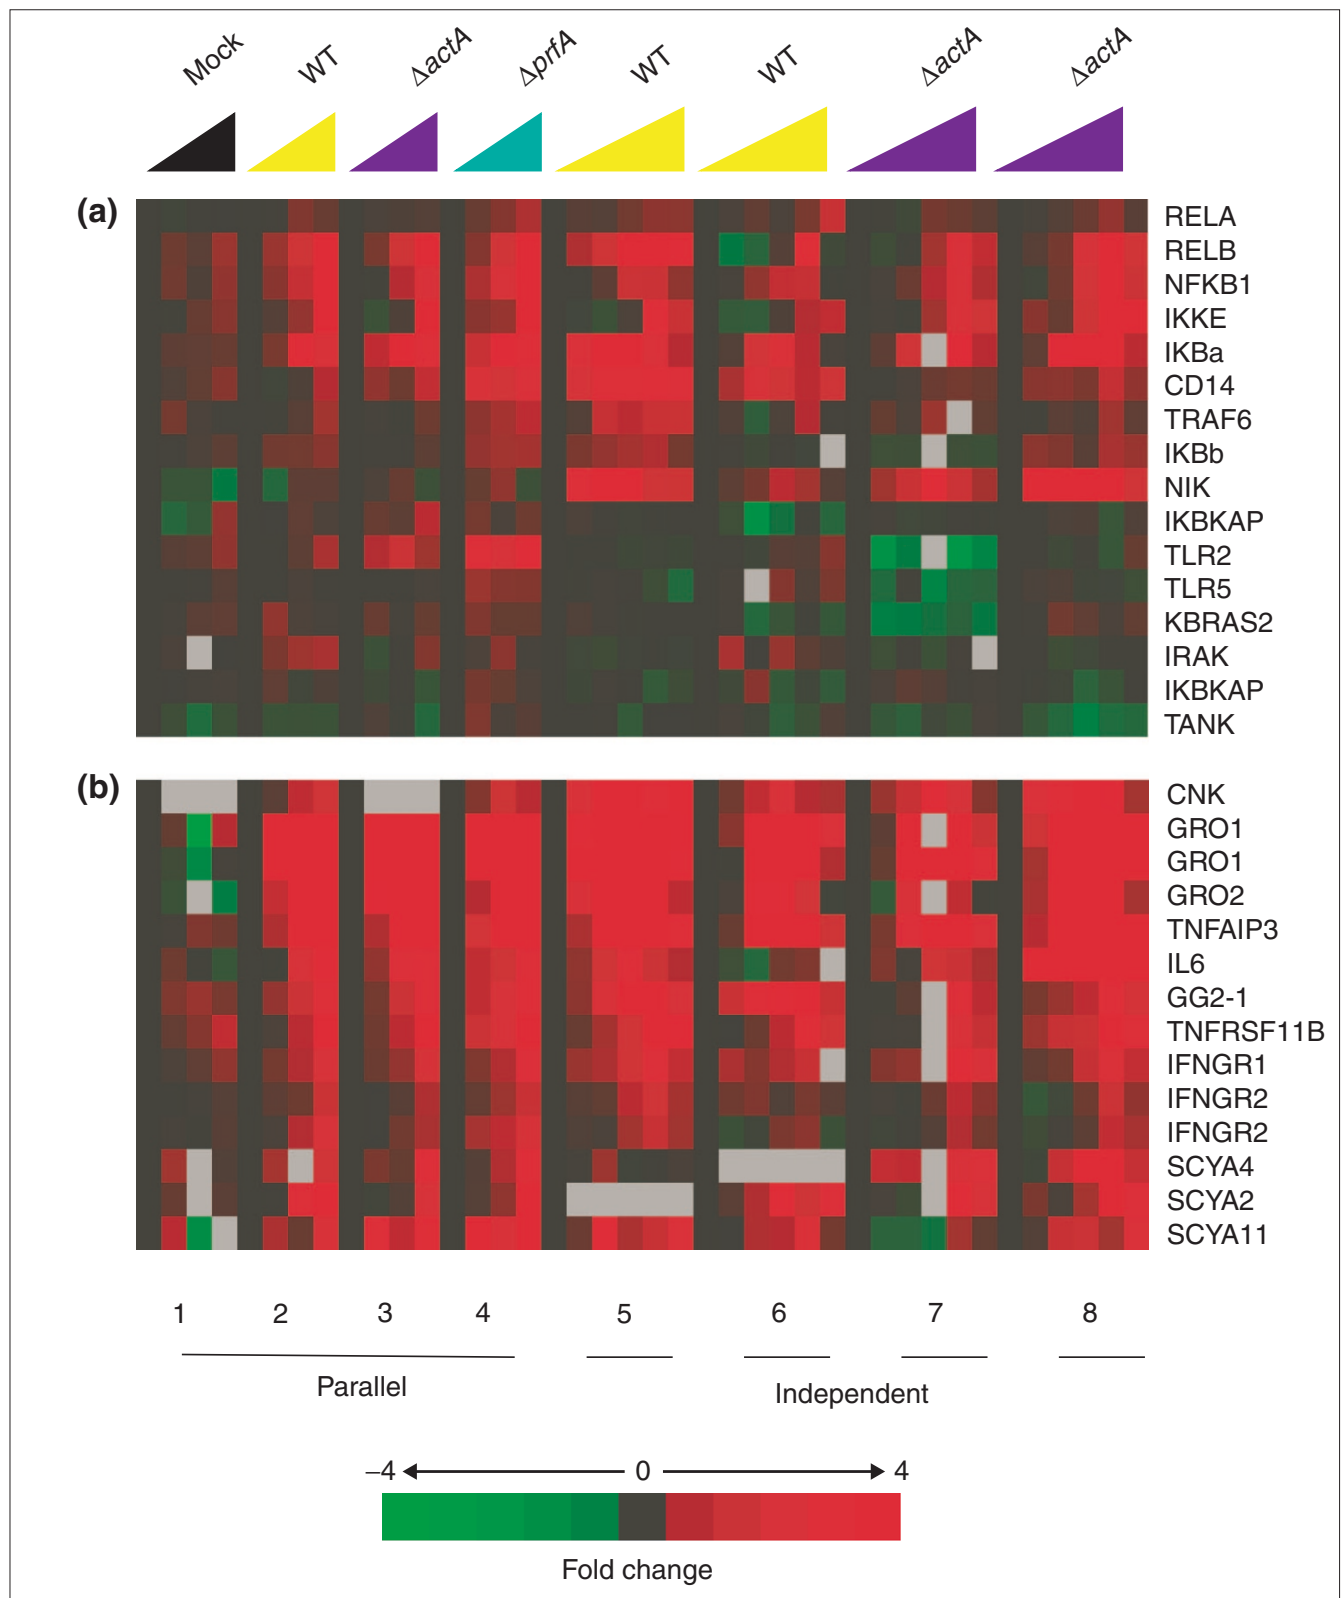 Mock WT ΔactA ΔprfA WT WT ΔactA ΔactA
(a)
RELA
RELB
NFKB1
IKKE
IKBa
CD14
TRAF6
IKBb
NIK
IKBKAP
TLR2
TLR5
KBRAS2
IRAK
IKBKAP
TANK
(b)
CNK
GRO1
GRO1
GRO2
TNFAIP3
IL6
GG2-1
TNFRSF11B
IFNGR1
IFNGR2
IFNGR2
SCYA4
SCYA2
SCYA11
1 2 3 4 5 6 7 8
Parallel Independent
–4 0 4
Fold change